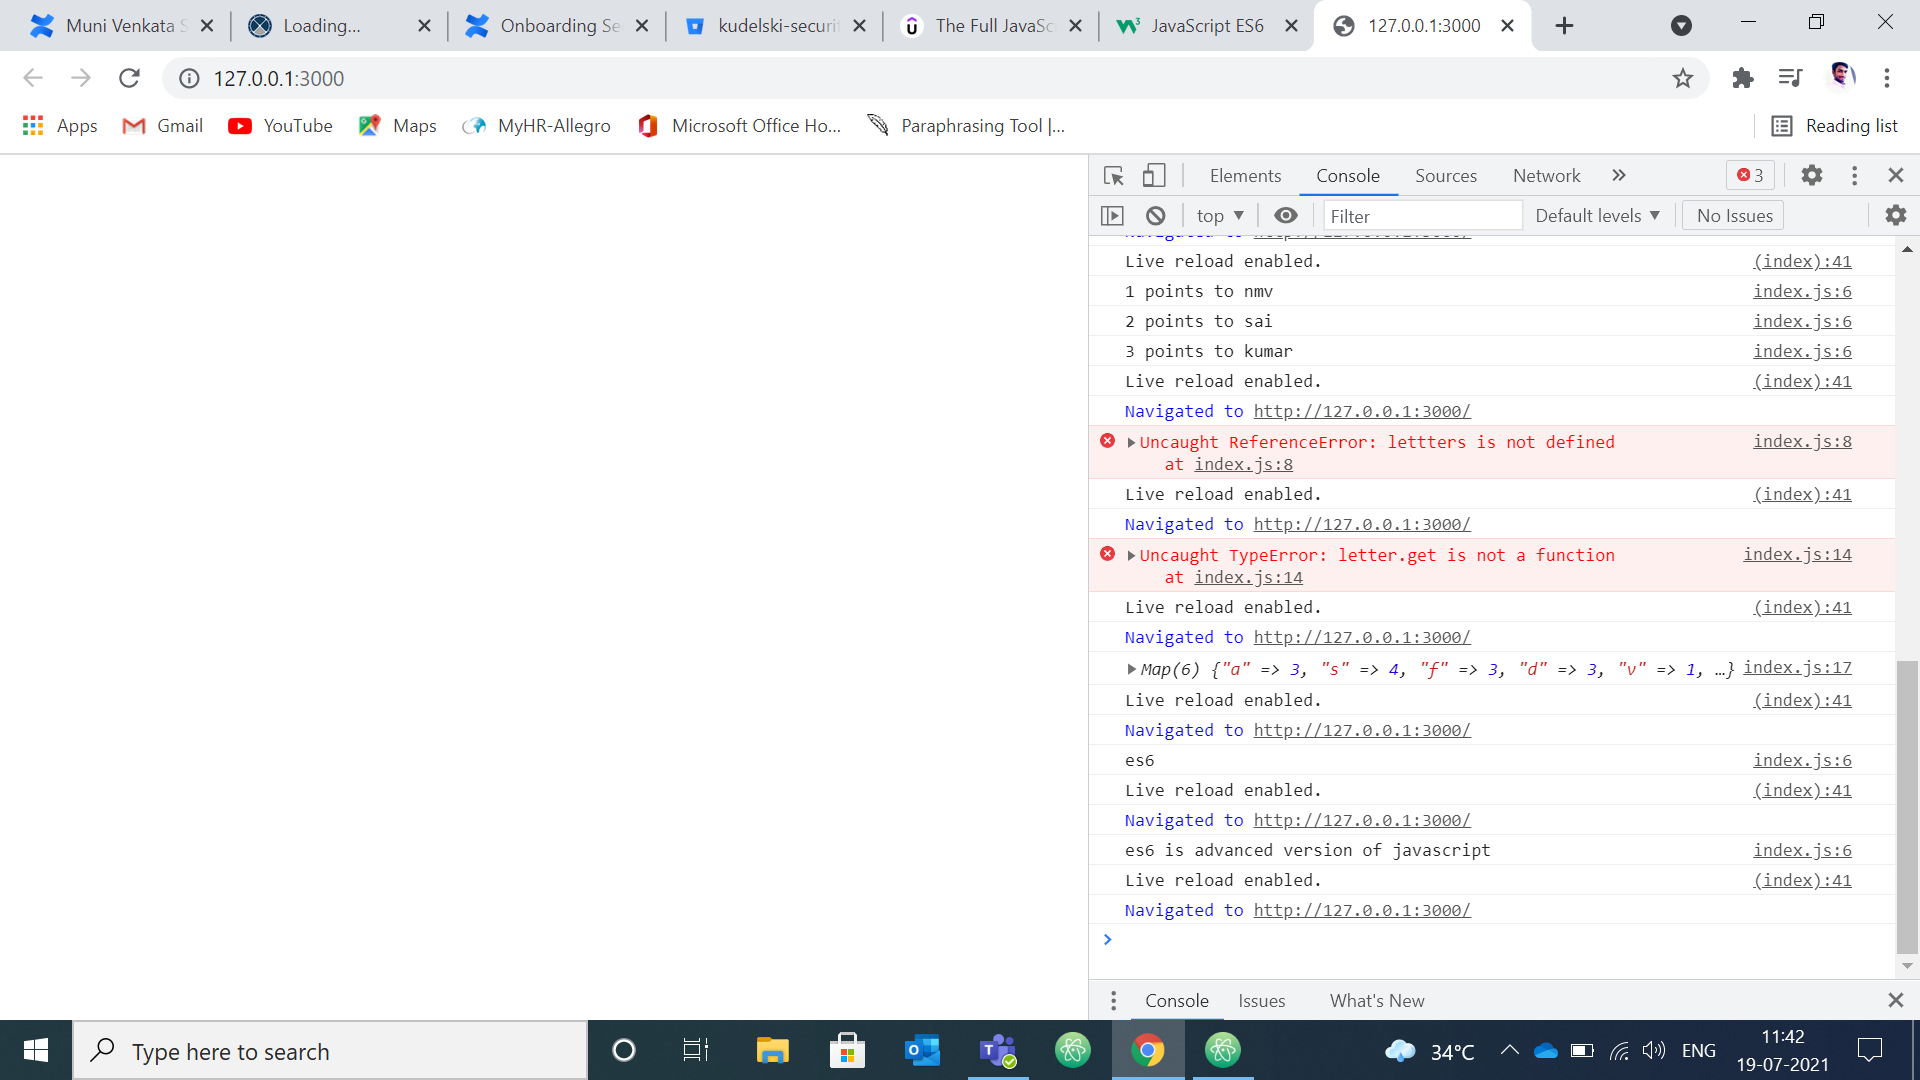 Muni Venkata S
Loading...
Onboarding Se
kudelski-securi
The Full JavaSc
JavaScript ES6
127.0.0.1:3000
127.0.0.1:3000
Apps
Gmail
YouTube
Maps
MyHR-Allegro
Microsoft Office Ho...
Paraphrasing Tool |...
Reading list
Elements
Console
Sources
Network
3
top
Filter
Default levels
No Issues
Navigated to http://127.0.0.1:3000/
Live reload enabled. (index):41
1 points to nmv index.js:6
2 points to sai index.js:6
3 points to kumar index.js:6
Live reload enabled. (index):41
Navigated to http://127.0.0.1:3000/
Uncaught ReferenceError: lettters is not defined index.js:8
at index.js:8
Live reload enabled. (index):41
Navigated to http://127.0.0.1:3000/
Uncaught TypeError: letter.get is not a function index.js:14
at index.js:14
Live reload enabled. (index):41
Navigated to http://127.0.0.1:3000/
Map(6) {"a" => 3, "s" => 4, "f" => 3, "d" => 3, "v" => 1, …} index.js:17
Live reload enabled. (index):41
Navigated to http://127.0.0.1:3000/
es6 index.js:6
Live reload enabled. (index):41
Navigated to http://127.0.0.1:3000/
es6 is advanced version of javascript index.js:6
Live reload enabled. (index):41
Navigated to http://127.0.0.1:3000/
Console
Issues
What's New
Type here to search
34°C
ENG
11:42
19-07-2021